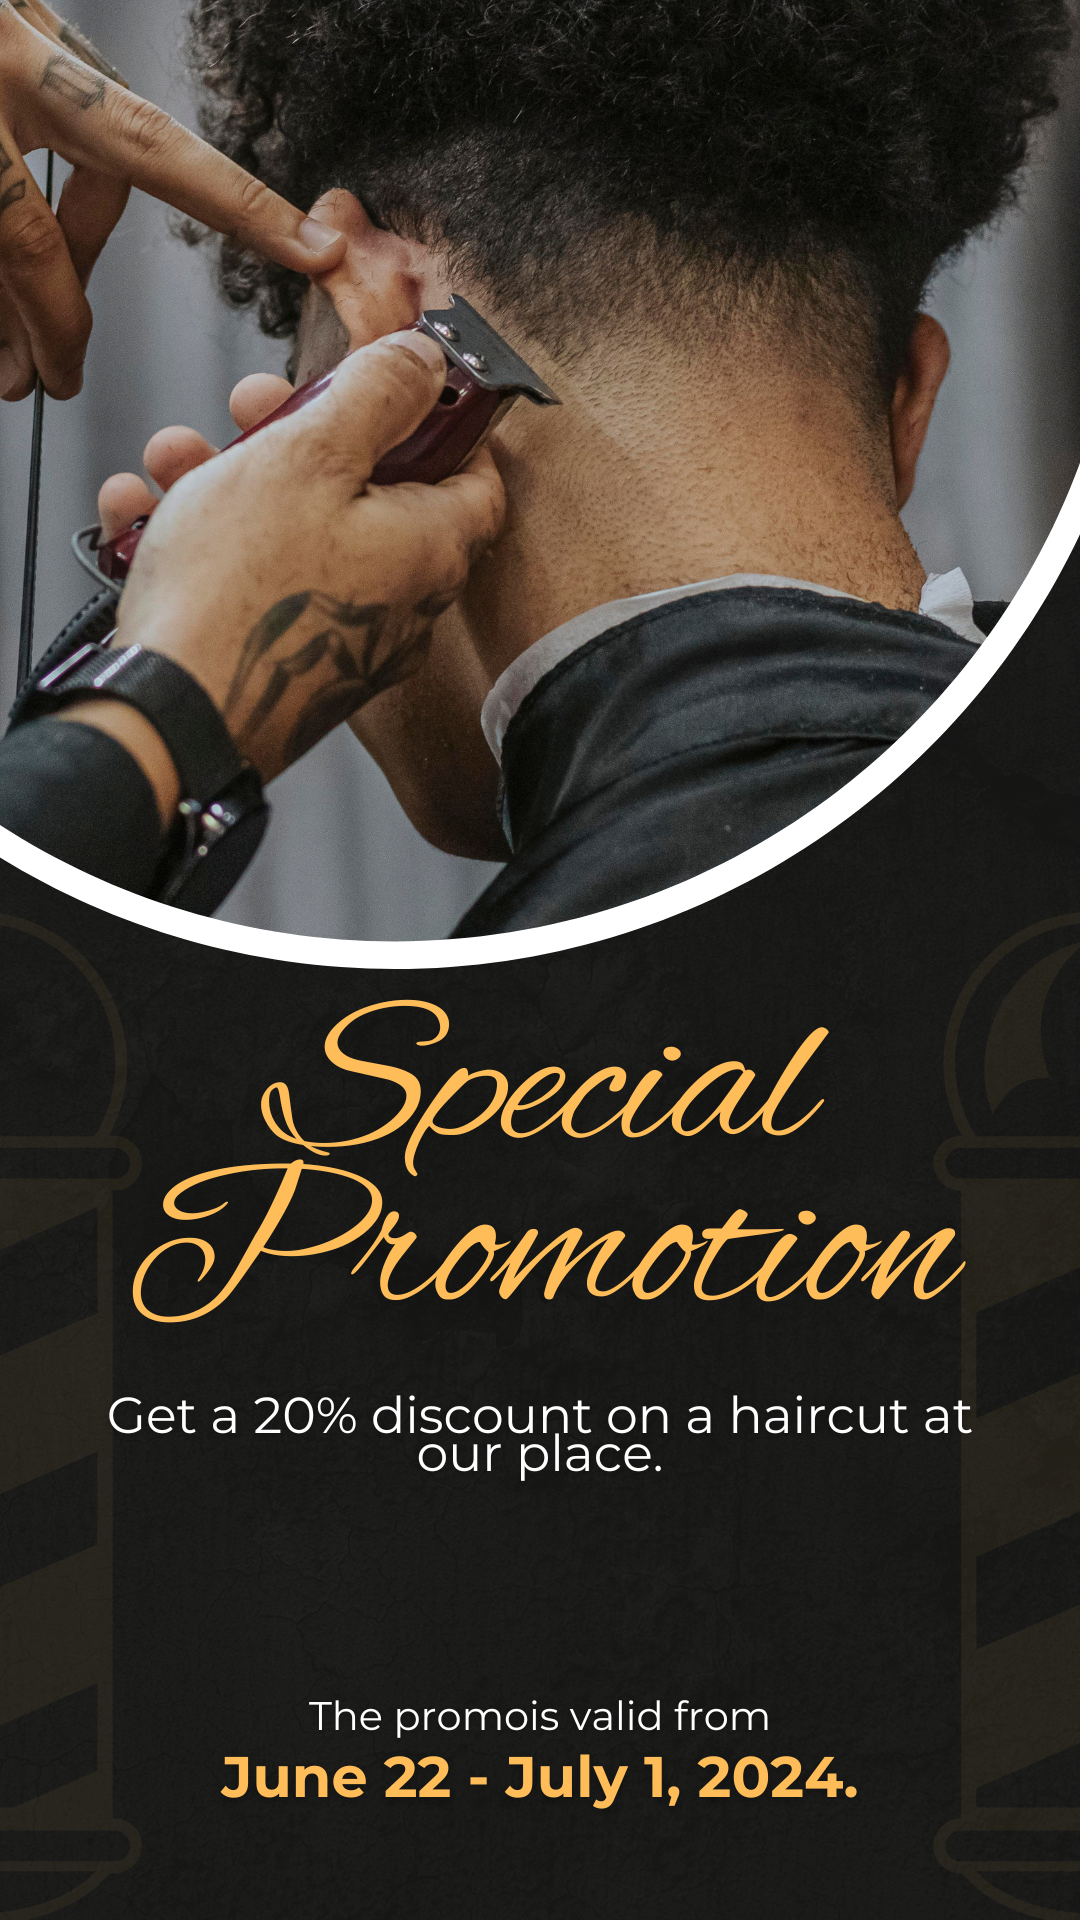 Special
Promotion
Get a 20% discount on a haircut at
our place.
The promois valid from
June 22 - July 1, 2024.